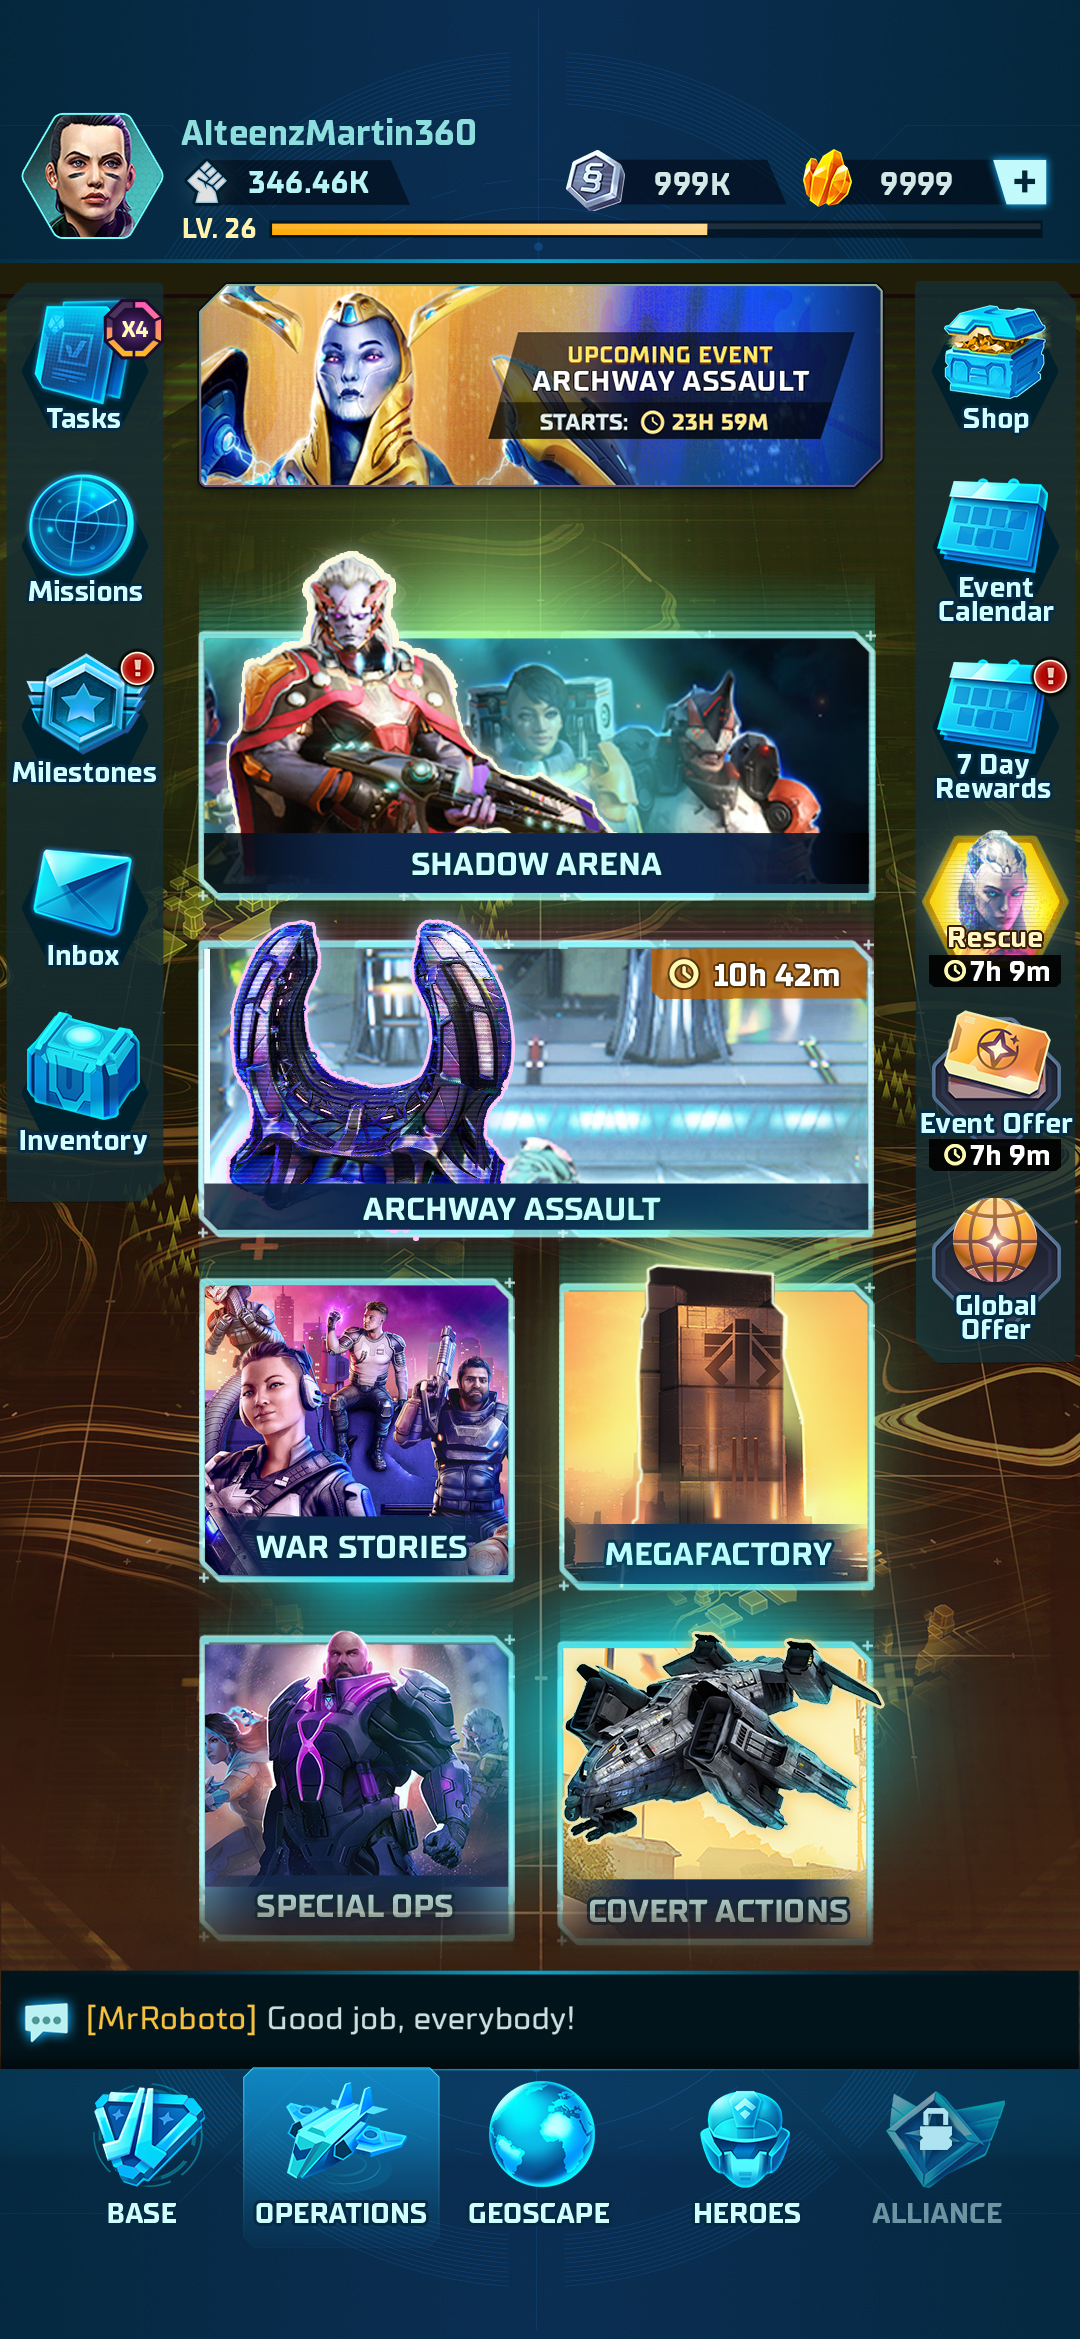 AlteenzMartin360
346.46K
999K
9999
+
LV. 26
UPCOMING EVENT
ARCHWAY ASSAULT
STARTS: 23H 59M
X4
Tasks
Missions
!
Milestones
Inbox
Inventory
Shop
Event
Calendar
!
7 Day
Rewards
Rescue
7h 9m
Event Offer
7h 9m
Global
Offer
SHADOW ARENA
10h 42m
ARCHWAY ASSAULT
WAR STORIES
MEGAFACTORY
SPECIAL OPS
COVERT ACTIONS
[MrRoboto] Good job, everybody!
BASE
OPERATIONS
GEOSCAPE
HEROES
ALLIANCE